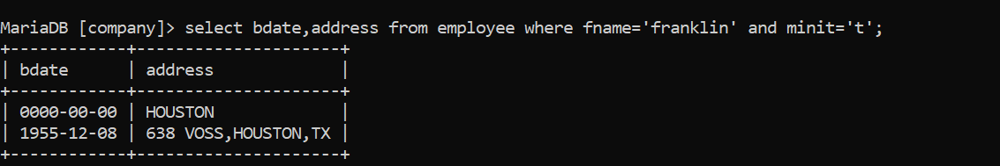 MariaDB [company]> select bdate,address from employee where fname='franklin' and minit='t';
+------------+---------------------+
| bdate      | address             |
+------------+---------------------+
| 0000-00-00 | HOUSTON             |
| 1955-12-08 | 638 VOSS,HOUSTON,TX |
+------------+---------------------+